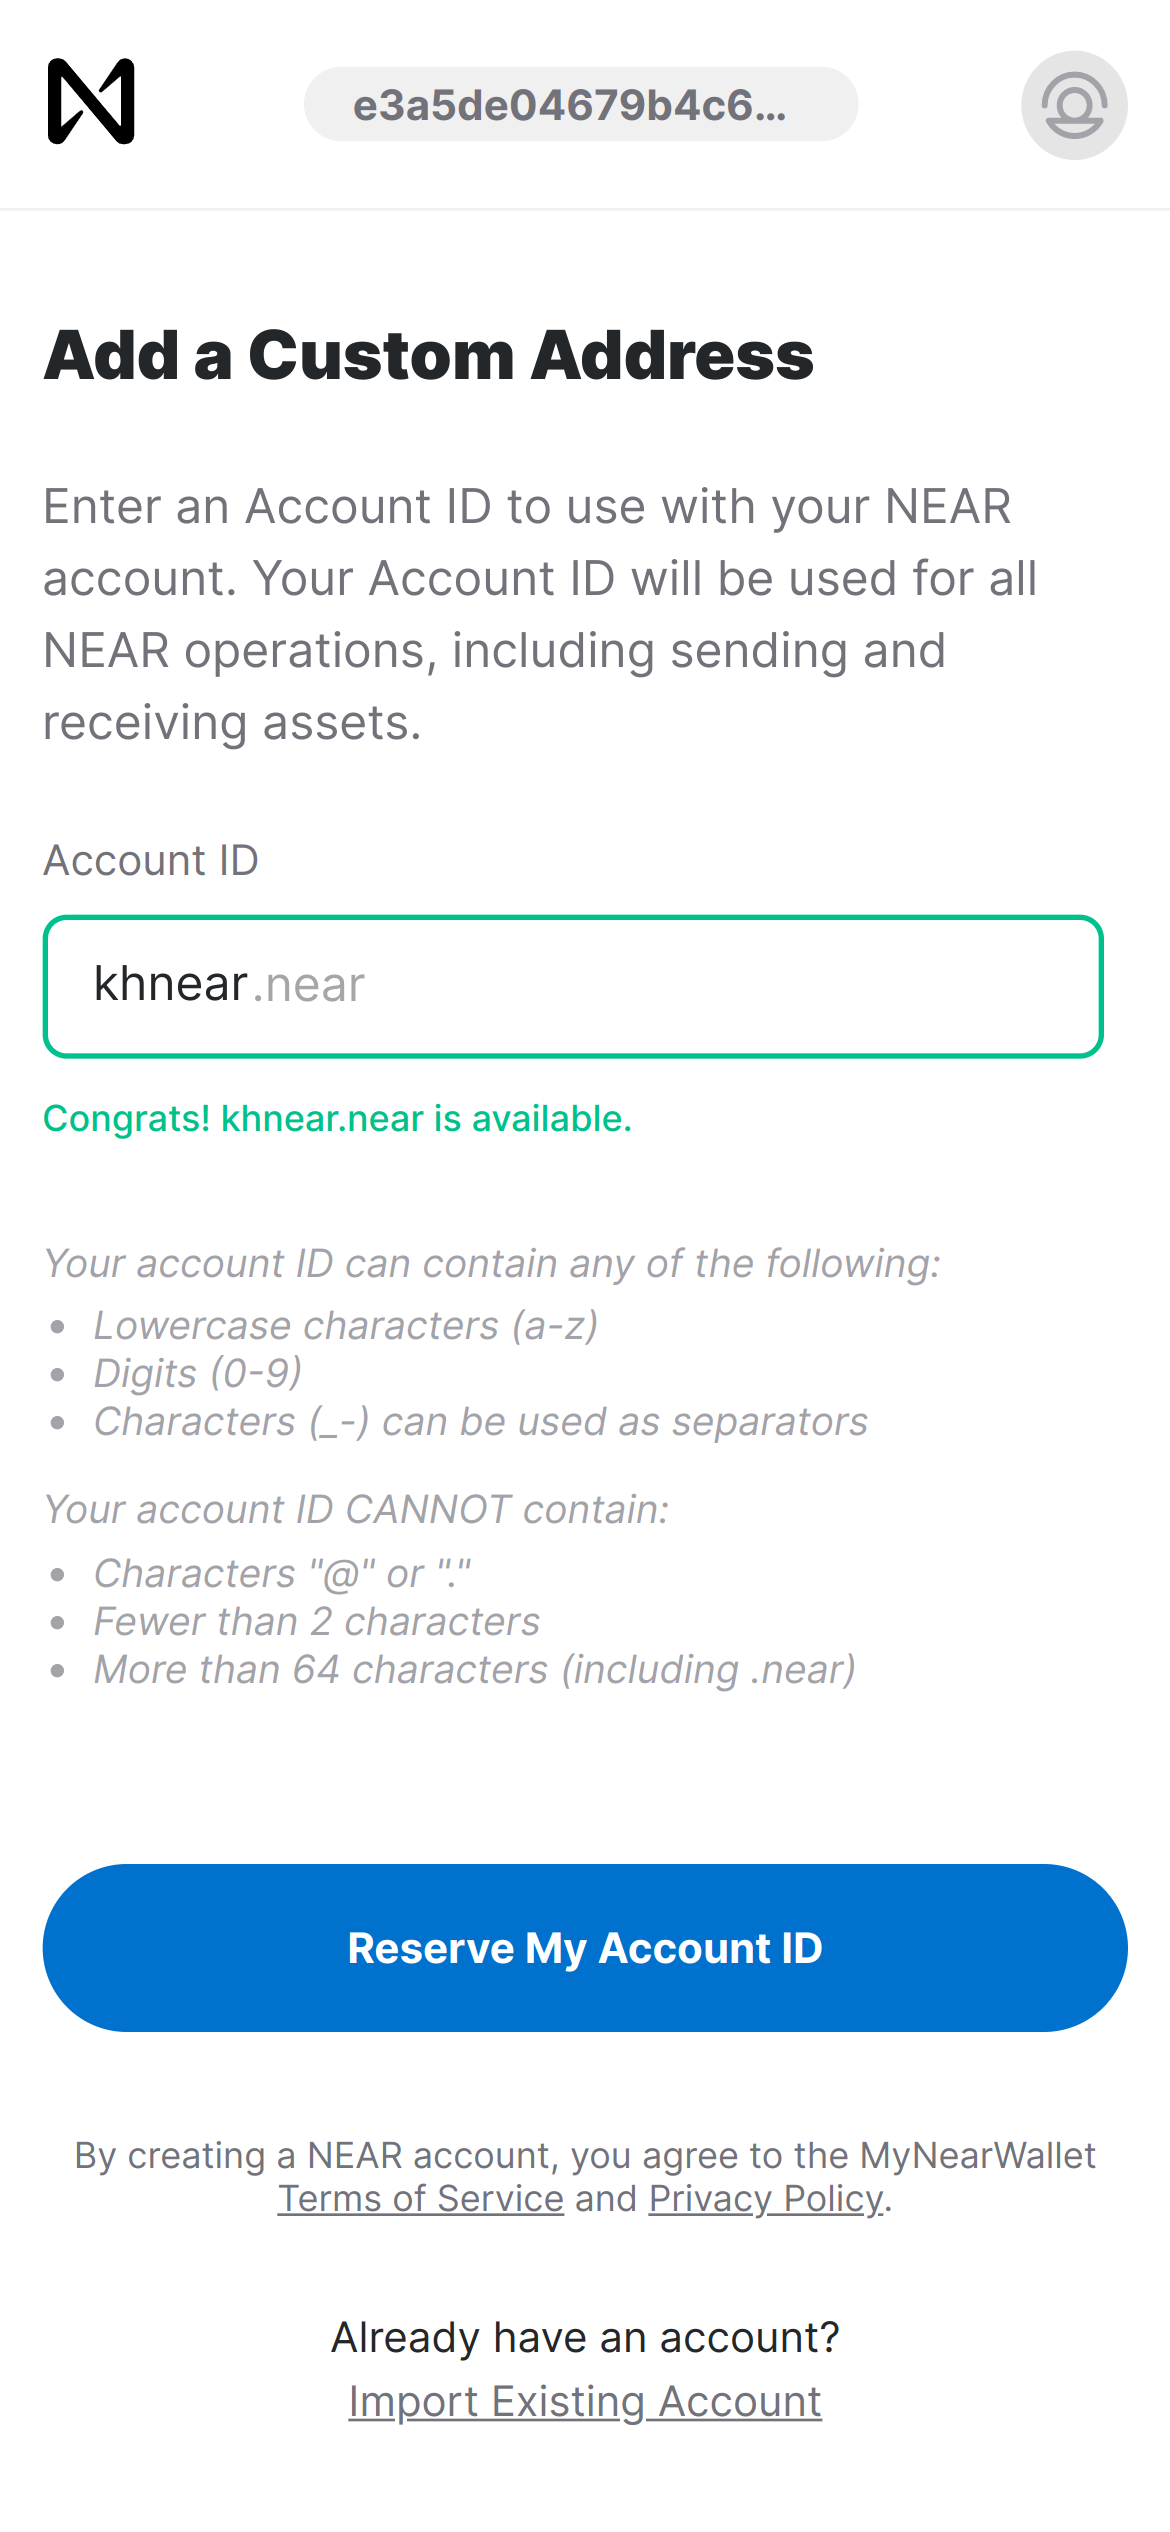 e3a5de04679b4c6...
Add a Custom Address
Enter an Account ID to use with your NEAR
account. Your Account ID will be used for all
NEAR operations, including sending and
receiving assets.
Account ID
khnear.near
Congrats! khnear.near is available.
Your account ID can contain any of the following:
• Lowercase characters (a-z)
• Digits (0-9)
• Characters (_-) can be used as separators
Your account ID CANNOT contain:
• Characters "@" or "."
• Fewer than 2 characters
• More than 64 characters (including .near)
Reserve My Account ID
By creating a NEAR account, you agree to the MyNearWallet
Terms of Service and Privacy Policy.
Already have an account?
Import Existing Account